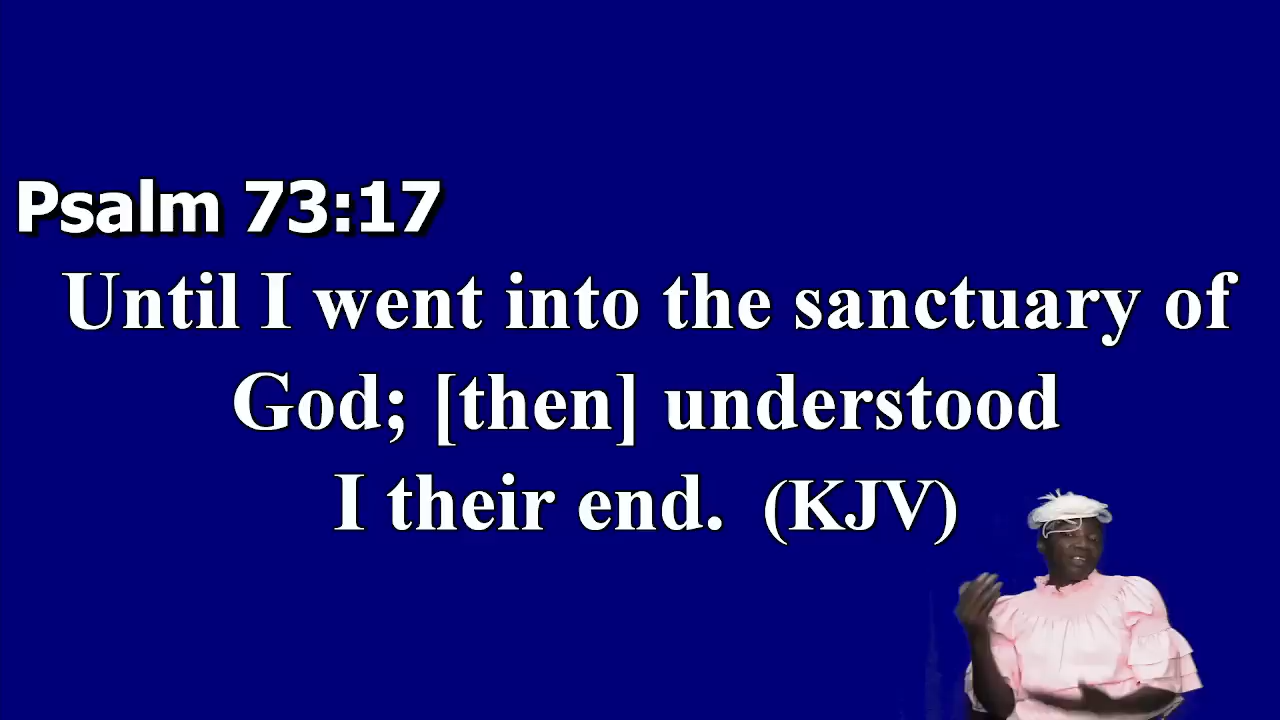 Psalm 73:17
Until I went into the sanctuary of
God; [then] understood
I their end. (KJV)